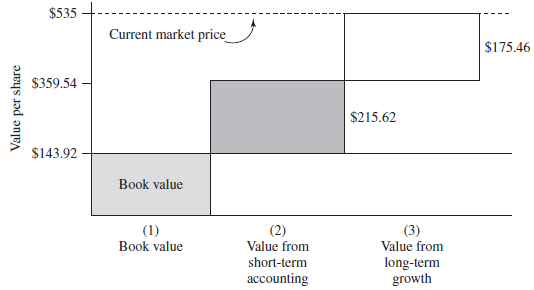 $535
Current market price
$175.46
$359.54
Value per share
$215.62
$143.92
Book value
(1)
Book value
(2)
Value from
short-term
accounting
(3)
Value from
long-term
growth